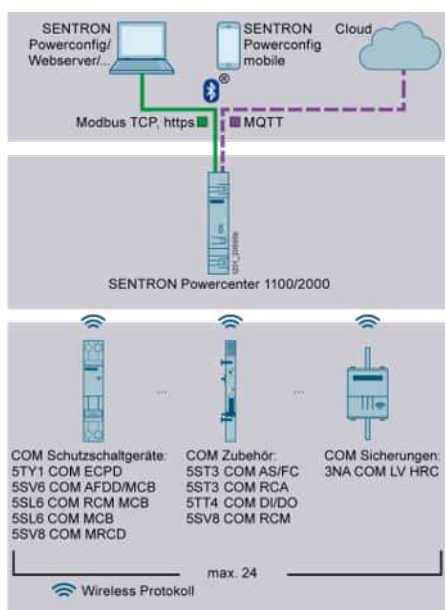 SENTRON
Powerconfig/
Webserver/...
SENTRON
Powerconfig
mobile
Cloud
®
Modbus TCP, https
MQTT
SENTRON Powercenter 1100/2000
...
...
COM Schutzschaltgeräte:
5TY1 COM ECPD
5SV6 COM AFDD/MCB
5SL6 COM RCM MCB
5SL6 COM MCB
5SV8 COM MRCD
COM Zubehör:
5ST3 COM AS/FC
5ST3 COM RCA
5TT4 COM DI/DO
5SV8 COM RCM
COM Sicherungen:
3NA COM LV HRC
max. 24
Wireless Protokoll